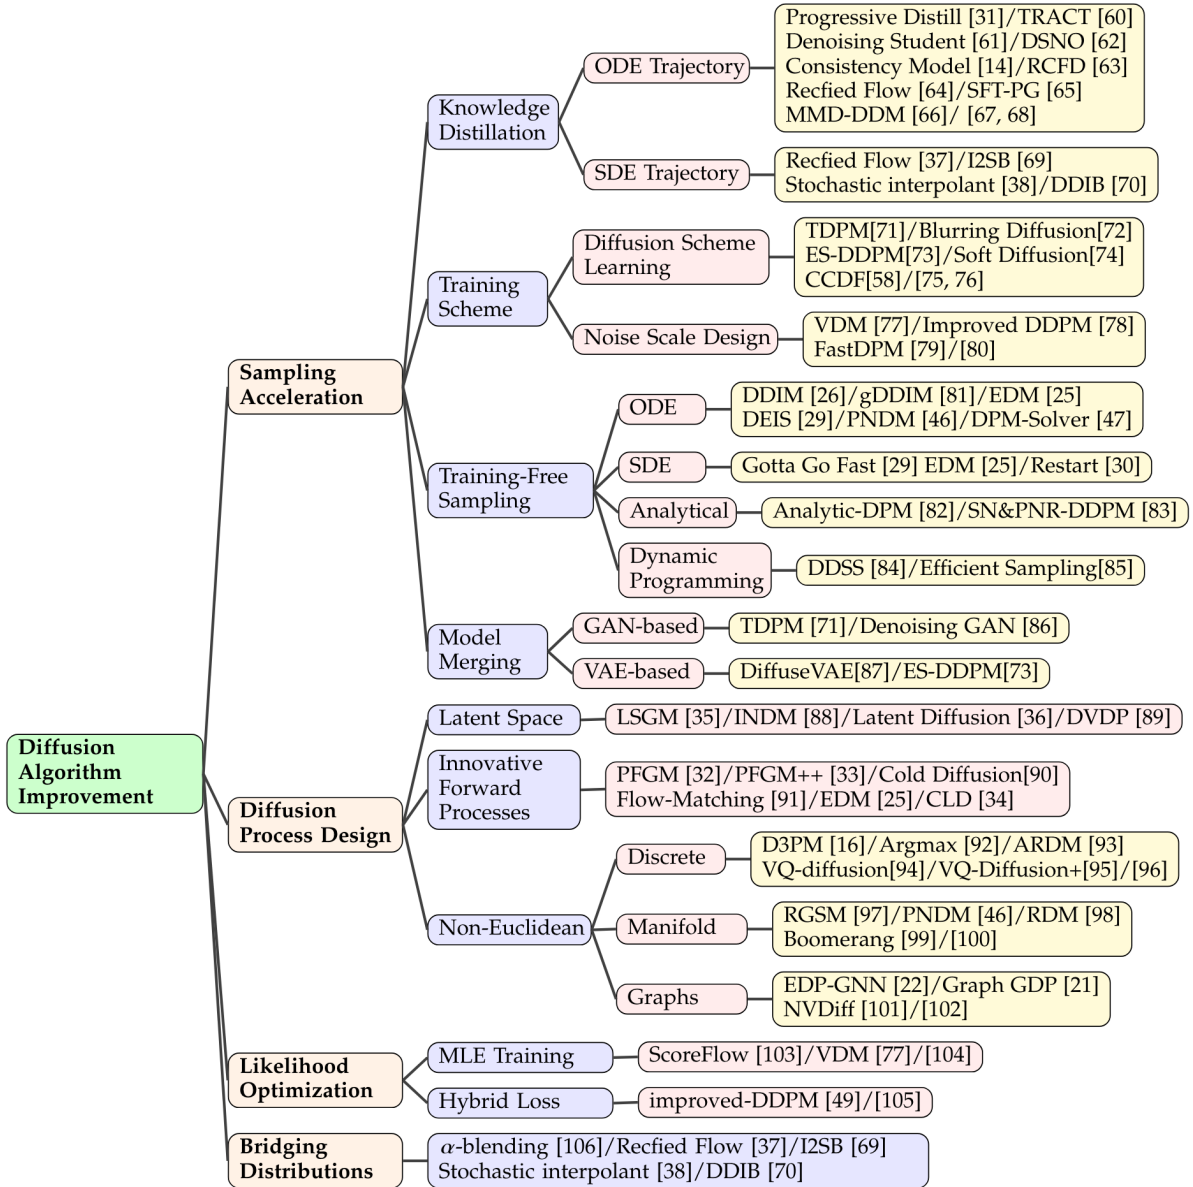 Progressive Distill [31]/TRACT [60]
Denoising Student [61]/DSNO [62]
Consistency Model [14]/RCFD [63]
Recfied Flow [64]/SFT-PG [65]
MMD-DDM [66]/ [67, 68]
ODE Trajectory
Knowledge
Distillation
SDE Trajectory
Recfied Flow [37]/I2SB [69]
Stochastic interpolant [38]/DDIB [70]
Diffusion Scheme
Learning
TDPM[71]/Blurring Diffusion[72]
ES-DDPM[73]/Soft Diffusion[74]
CCDF[58]/[75, 76]
Training
Scheme
Noise Scale Design
VDM [77]/Improved DDPM [78]
FastDPM [79]/[80]
Sampling
Acceleration
ODE
DDIM [26]/gDDIM [81]/EDM [25]
DEIS [29]/PNDM [46]/DPM-Solver [47]
SDE
Gotta Go Fast [29] EDM [25]/Restart [30]
Training-Free
Sampling
Analytical
Analytic-DPM [82]/SN&PNR-DDPM [83]
Dynamic
Programming
DDSS [84]/Efficient Sampling[85]
Model
Merging
GAN-based
TDPM [71]/Denoising GAN [86]
VAE-based
DiffuseVAE[87]/ES-DDPM[73]
Diffusion
Algorithm
Improvement
Latent Space
LSGM [35]/INDM [88]/Latent Diffusion [36]/DVDP [89]
Innovative
Forward
Processes
PFGM [32]/PFGM++ [33]/Cold Diffusion[90]
Flow-Matching [91]/EDM [25]/CLD [34]
Diffusion
Process Design
Discrete
D3PM [16]/Argmax [92]/ARDM [93]
VQ-diffusion[94]/VQ-Diffusion+[95]/[96]
Non-Euclidean
Manifold
RGSM [97]/PNDM [46]/RDM [98]
Boomerang [99]/[100]
Graphs
EDP-GNN [22]/Graph GDP [21]
NVDiff [101]/[102]
Likelihood
Optimization
MLE Training
ScoreFlow [103]/VDM [77]/[104]
Hybrid Loss
improved-DDPM [49]/[105]
Bridging
Distributions
α-blending [106]/Recfied Flow [37]/I2SB [69]
Stochastic interpolant [38]/DDIB [70]